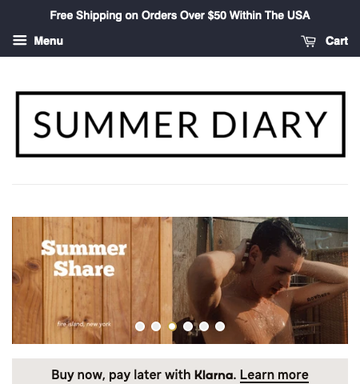 Free Shipping on Orders Over $50 Within The USA
Menu
Cart
SUMMER DIARY
Summer
Share
fire island, new york
Buy now, pay later with Klarna. Learn more